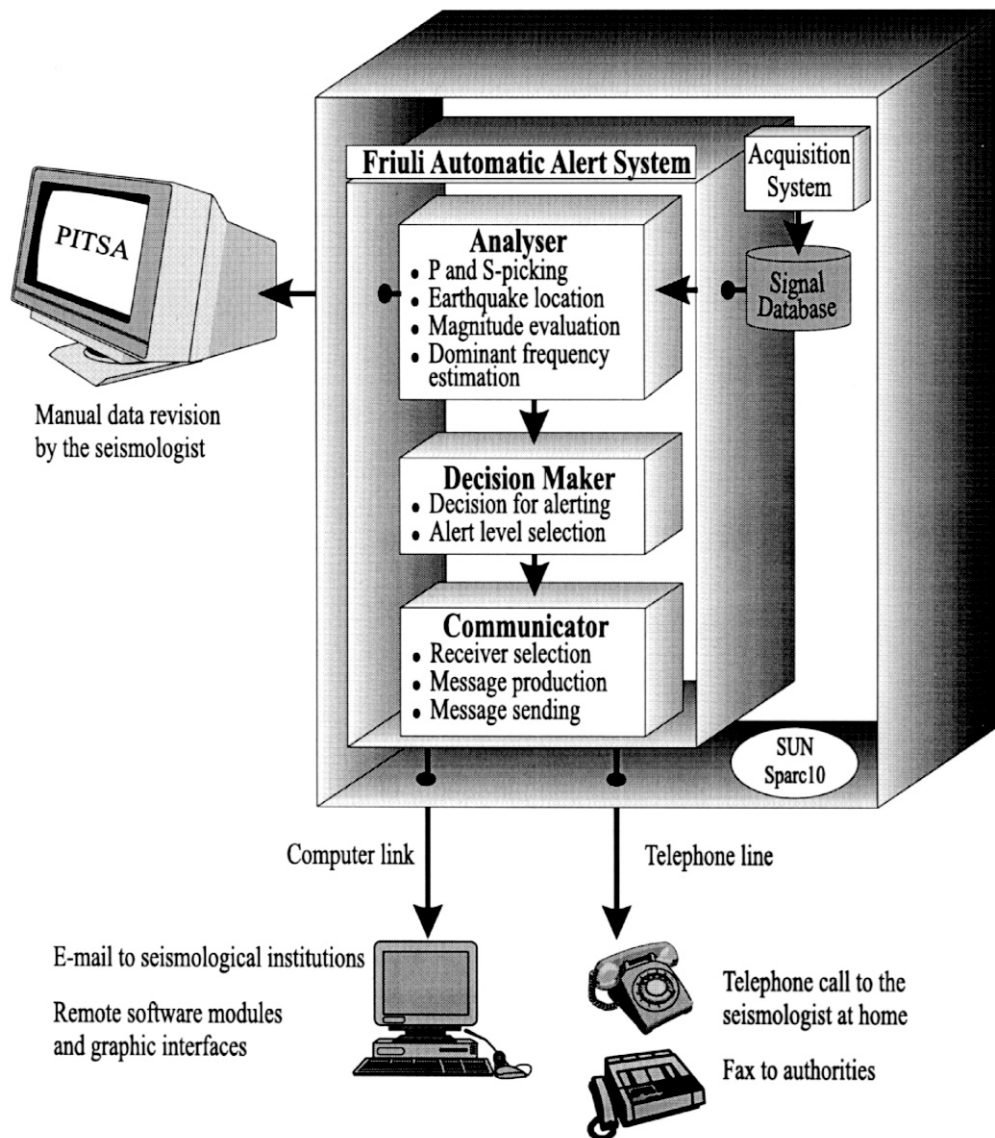 Friuli Automatic Alert System
Acquisition
System
Signal
Database
PITSA
Manual data revision
by the seismologist
Analyser
• P and S-picking
• Earthquake location
• Magnitude evaluation
• Dominant frequency
estimation
Decision Maker
• Decision for alerting
• Alert level selection
Communicator
• Receiver selection
• Message production
• Message sending
SUN
Sparc10
Computer link
Telephone line
E-mail to seismological institutions
Remote software modules
and graphic interfaces
Telephone call to the
seismologist at home
Fax to authorities